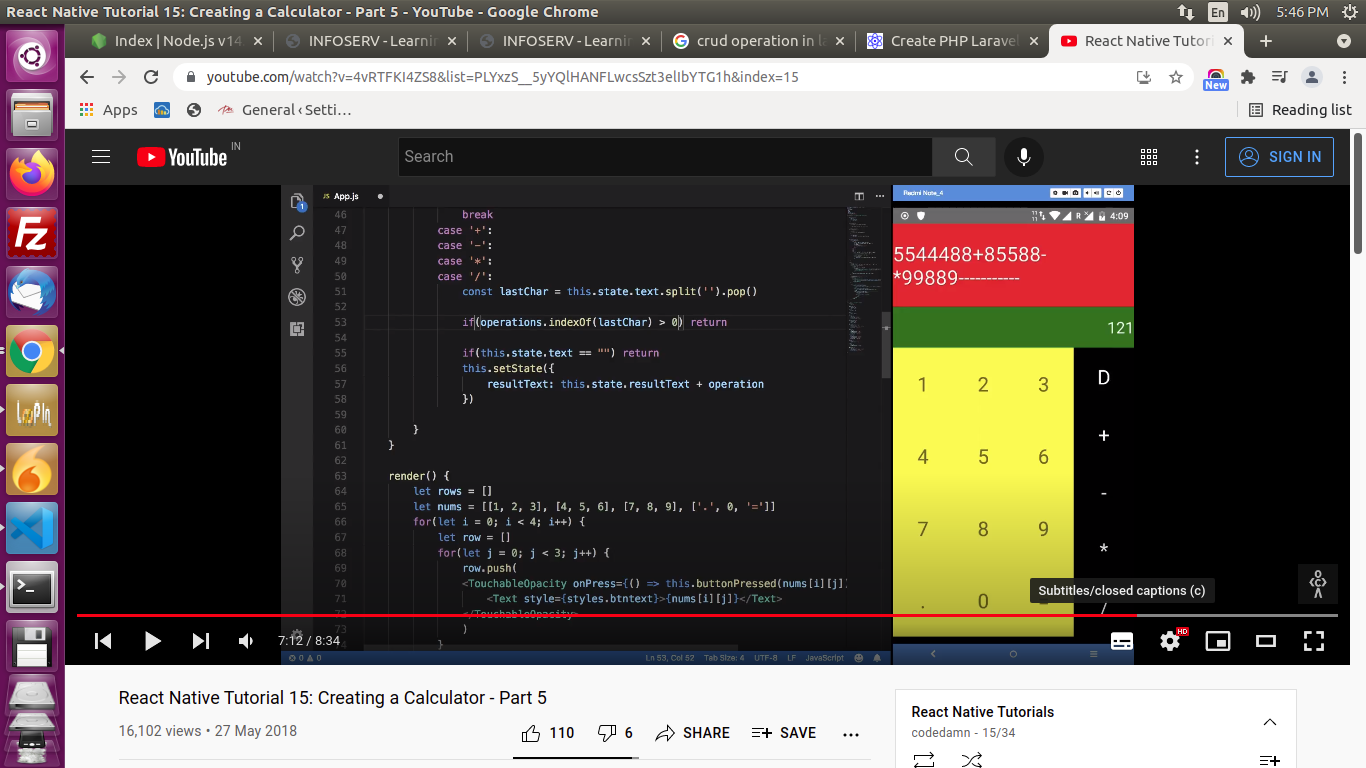 React Native Tutorial 15: Creating a Calculator - Part 5 - YouTube - Google Chrome
En
5:46 PM
Index | Node.js v14
INFOSERV - Learnin
INFOSERV - Learnin
crud operation in la
Create PHP Laravel
React Native Tutori
youtube.com/watch?v=4vRTFKI4ZS8&list=PLYxzS__5yYQlHANFLwcsSzt3elIbYTG1h&index=15
New
Apps
General ‹ Setti…
Reading list
YouTube
IN
Search
SIGN IN
JS App.js
1
46 break
47 case '+':
48 case '-':
49 case '*':
50 case '/':
51 const lastChar = this.state.text.split('').pop()
52
53 if(operations.indexOf(lastChar) > 0) return
54
55 if(this.state.text == "") return
56 this.setState({
57 resultText: this.state.resultText + operation
58 })
59
60 }
61 }
62
63 render() {
64 let rows = []
65 let nums = [[1, 2, 3], [4, 5, 6], [7, 8, 9], ['.', 0, '=']]
66 for(let i = 0; i < 4; i++) {
67 let row = []
68 for(let j = 0; j < 3; j++) {
69 row.push(
70 <TouchableOpacity onPress={() => this.buttonPressed(nums[i][j])
71 <Text style={styles.btntext}>{nums[i][j]}</Text>
72 </TouchableOpacity>
73 )
}
0 0
Ln 53, Col 52
Tab Size: 4
UTF-8
LF
JavaScript
Redmi Note_4
R
4:09
5544488+85588-
*99889-----------
121
1 2 3 D
+
4 5 6
-
7 8 9
*
. 0
/
Subtitles/closed captions (c)
7:12 / 8:34
HD
React Native Tutorial 15: Creating a Calculator - Part 5
16,102 views • 27 May 2018
110
6
SHARE
SAVE
React Native Tutorials
codedamn - 15/34